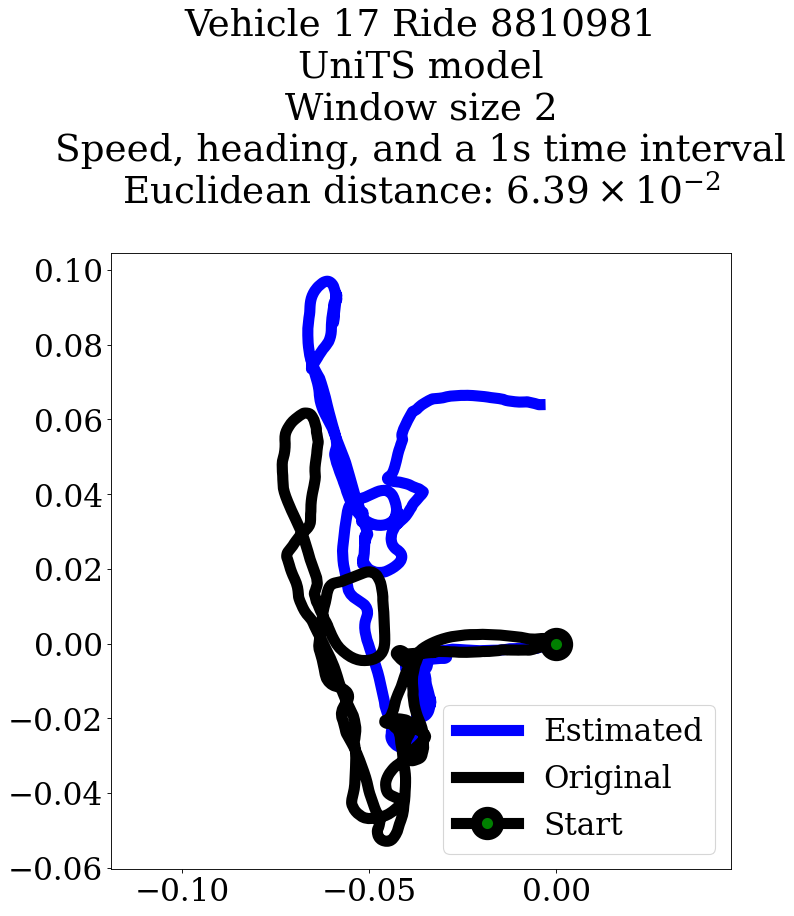 Vehicle 17 Ride 8810981
UniTS model
Window size 2
Speed, heading, and a 1s time interval
Euclidean distance: 6.39 × 10⁻²
0.10
0.08
0.06
0.04
0.02
0.00
−0.02
−0.04
−0.06
−0.10
−0.05
0.00
Estimated
Original
Start